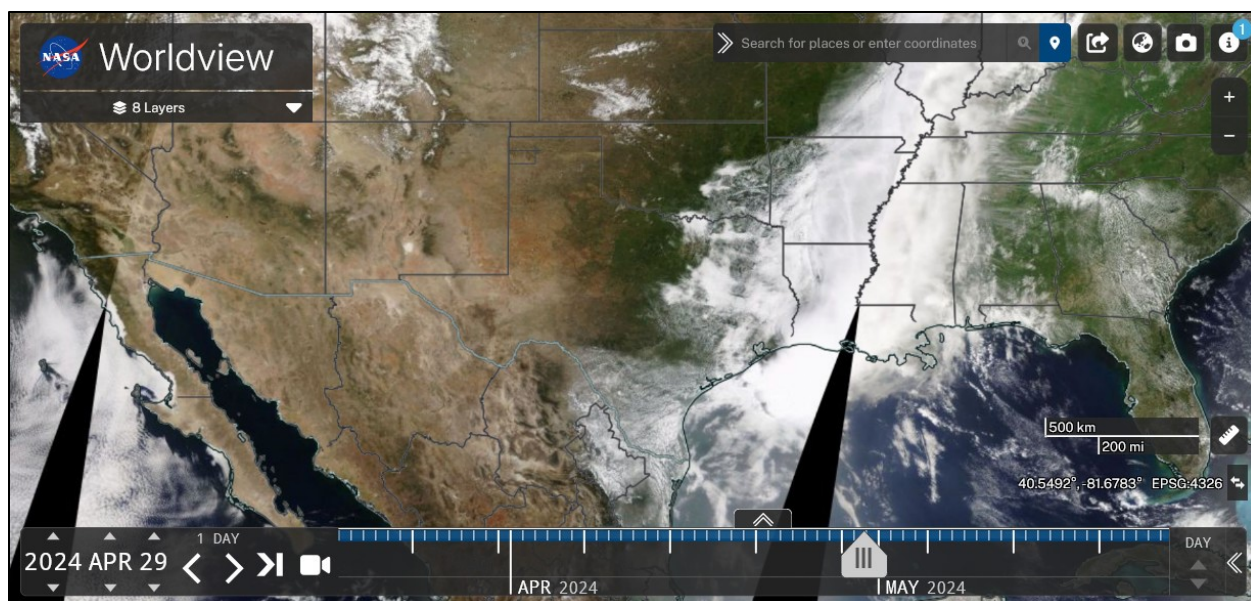 NASA
Worldview
8 Layers
Search for places or enter coordinates
1
+
−
500 km
200 mi
40.5492°,-81.6783° EPSG:4326
1 DAY
2024 APR 29
APR 2024
MAY 2024
DAY